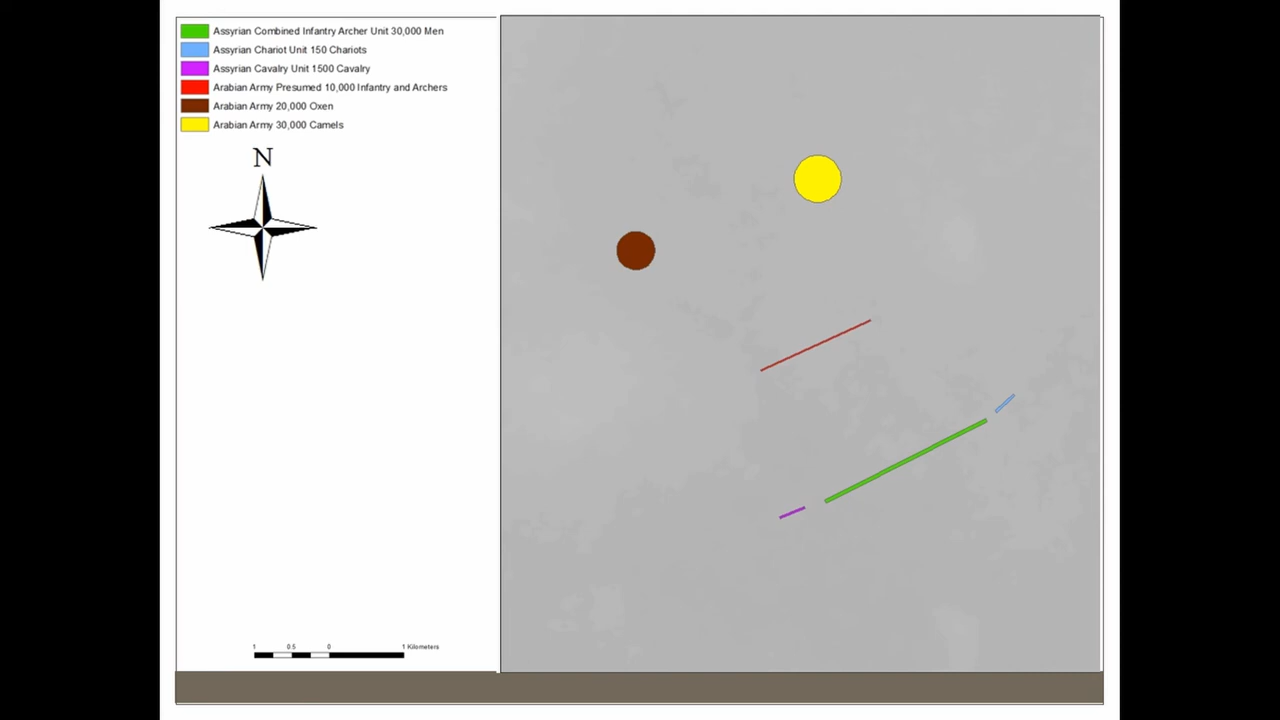 Assyrian Combined Infantry Archer Unit 30,000 Men
Assyrian Chariot Unit 150 Chariots
Assyrian Cavalry Unit 1500 Cavalry
Arabian Army Presumed 10,000 Infantry and Archers
Arabian Army 20,000 Oxen
Arabian Army 30,000 Camels
N
1 0.5 0 1 Kilometers